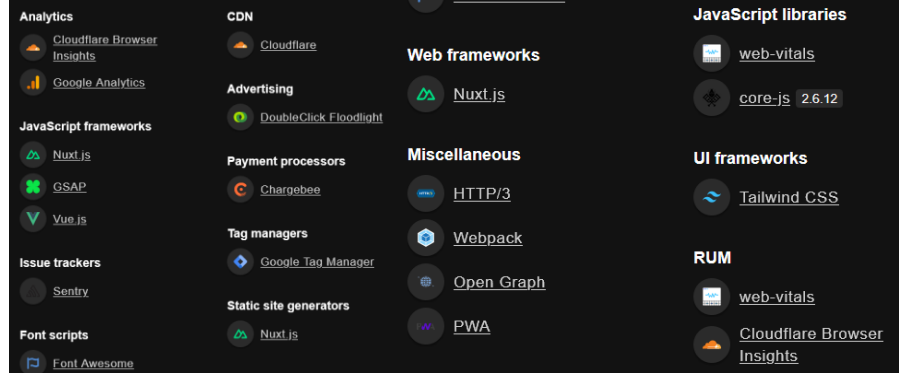 Analytics
Cloudflare Browser
Insights
Google Analytics
JavaScript frameworks
Nuxt.js
GSAP
Vue.js
Issue trackers
Sentry
Font scripts
Font Awesome
CDN
Cloudflare
Advertising
DoubleClick Floodlight
Payment processors
Chargebee
Tag managers
Google Tag Manager
Static site generators
Nuxt.js
Web frameworks
Nuxt.js
Miscellaneous
HTTP/3
Webpack
Open Graph
PWA
JavaScript libraries
web-vitals
core-js 2.6.12
UI frameworks
Tailwind CSS
RUM
web-vitals
Cloudflare Browser
Insights